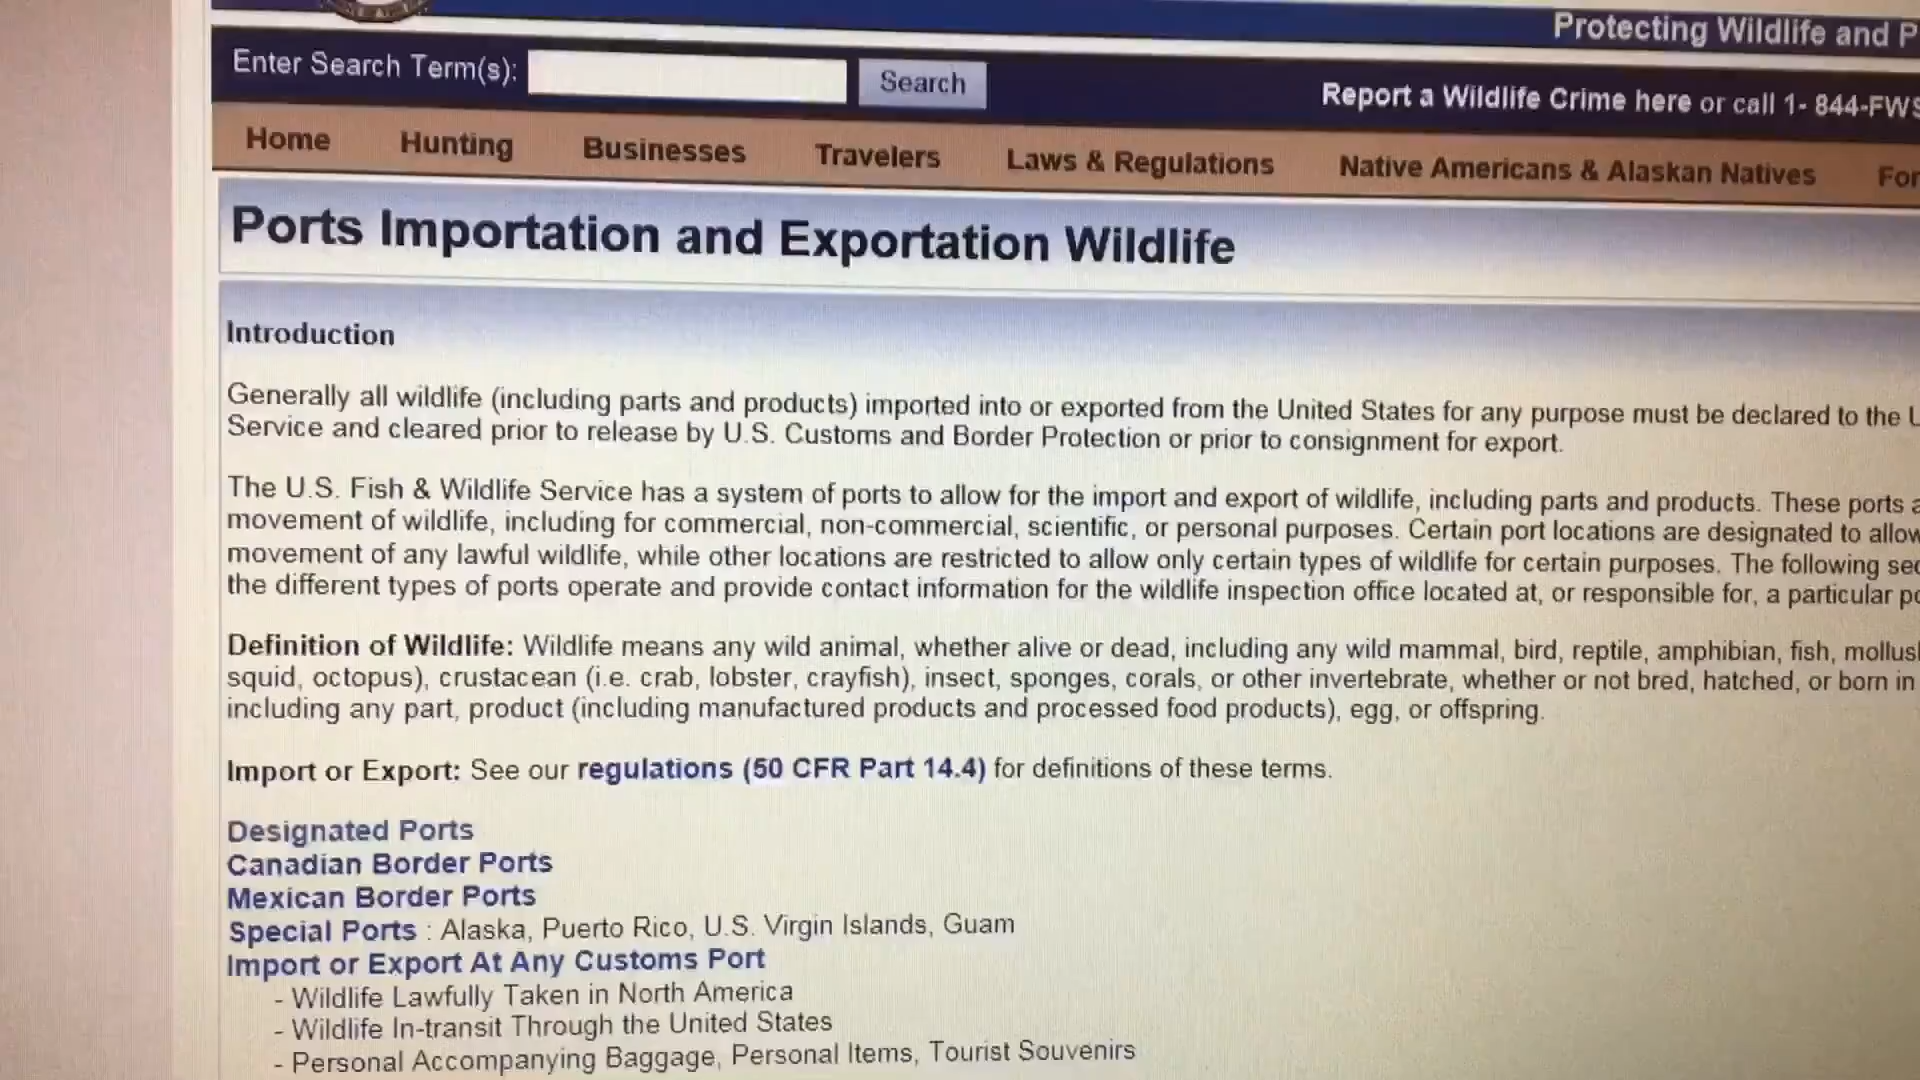 Protecting Wildlife and P
Enter Search Term(s): Search
Report a Wildlife Crime here or call 1- 844-FWS
Home Hunting Businesses Travelers Laws & Regulations Native Americans & Alaskan Natives For
Ports Importation and Exportation Wildlife
Introduction
Generally all wildlife (including parts and products) imported into or exported from the United States for any purpose must be declared to the U
Service and cleared prior to release by U.S. Customs and Border Protection or prior to consignment for export.
The U.S. Fish & Wildlife Service has a system of ports to allow for the import and export of wildlife, including parts and products. These ports a
movement of wildlife, including for commercial, non-commercial, scientific, or personal purposes. Certain port locations are designated to allow
movement of any lawful wildlife, while other locations are restricted to allow only certain types of wildlife for certain purposes. The following sec
the different types of ports operate and provide contact information for the wildlife inspection office located at, or responsible for, a particular po
Definition of Wildlife: Wildlife means any wild animal, whether alive or dead, including any wild mammal, bird, reptile, amphibian, fish, mollusk
squid, octopus), crustacean (i.e. crab, lobster, crayfish), insect, sponges, corals, or other invertebrate, whether or not bred, hatched, or born in
including any part, product (including manufactured products and processed food products), egg, or offspring.
Import or Export: See our regulations (50 CFR Part 14.4) for definitions of these terms.
Designated Ports
Canadian Border Ports
Mexican Border Ports
Special Ports : Alaska, Puerto Rico, U.S. Virgin Islands, Guam
Import or Export At Any Customs Port
- Wildlife Lawfully Taken in North America
- Wildlife In-transit Through the United States
- Personal Accompanying Baggage, Personal Items, Tourist Souvenirs